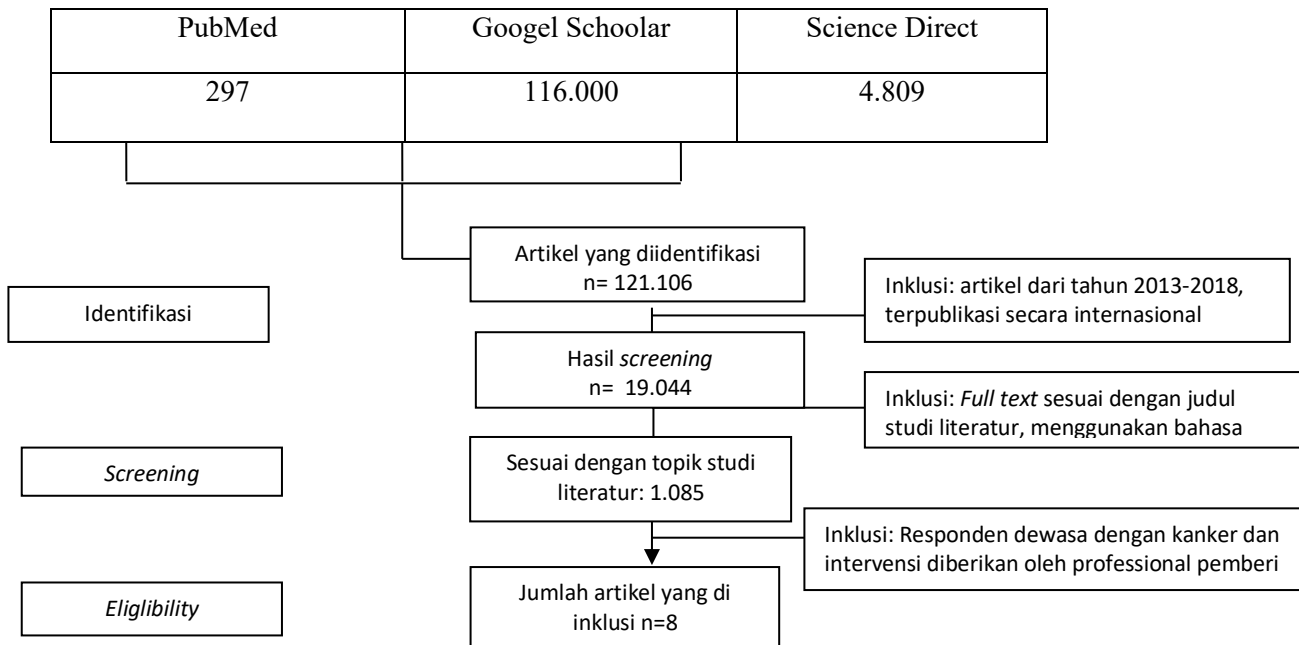 PubMed
Googel Schoolar
Science Direct
297
116.000
4.809
Artikel yang diidentifikasi
n= 121.106
Identifikasi
Inklusi: artikel dari tahun 2013-2018,
terpublikasi secara internasional
Hasil screening
n= 19.044
Inklusi: Full text sesuai dengan judul
studi literatur, menggunakan bahasa
Screening
Sesuai dengan topik studi
literatur: 1.085
Inklusi: Responden dewasa dengan kanker dan
intervensi diberikan oleh professional pemberi
Eliglibility
Jumlah artikel yang di
inklusi n=8